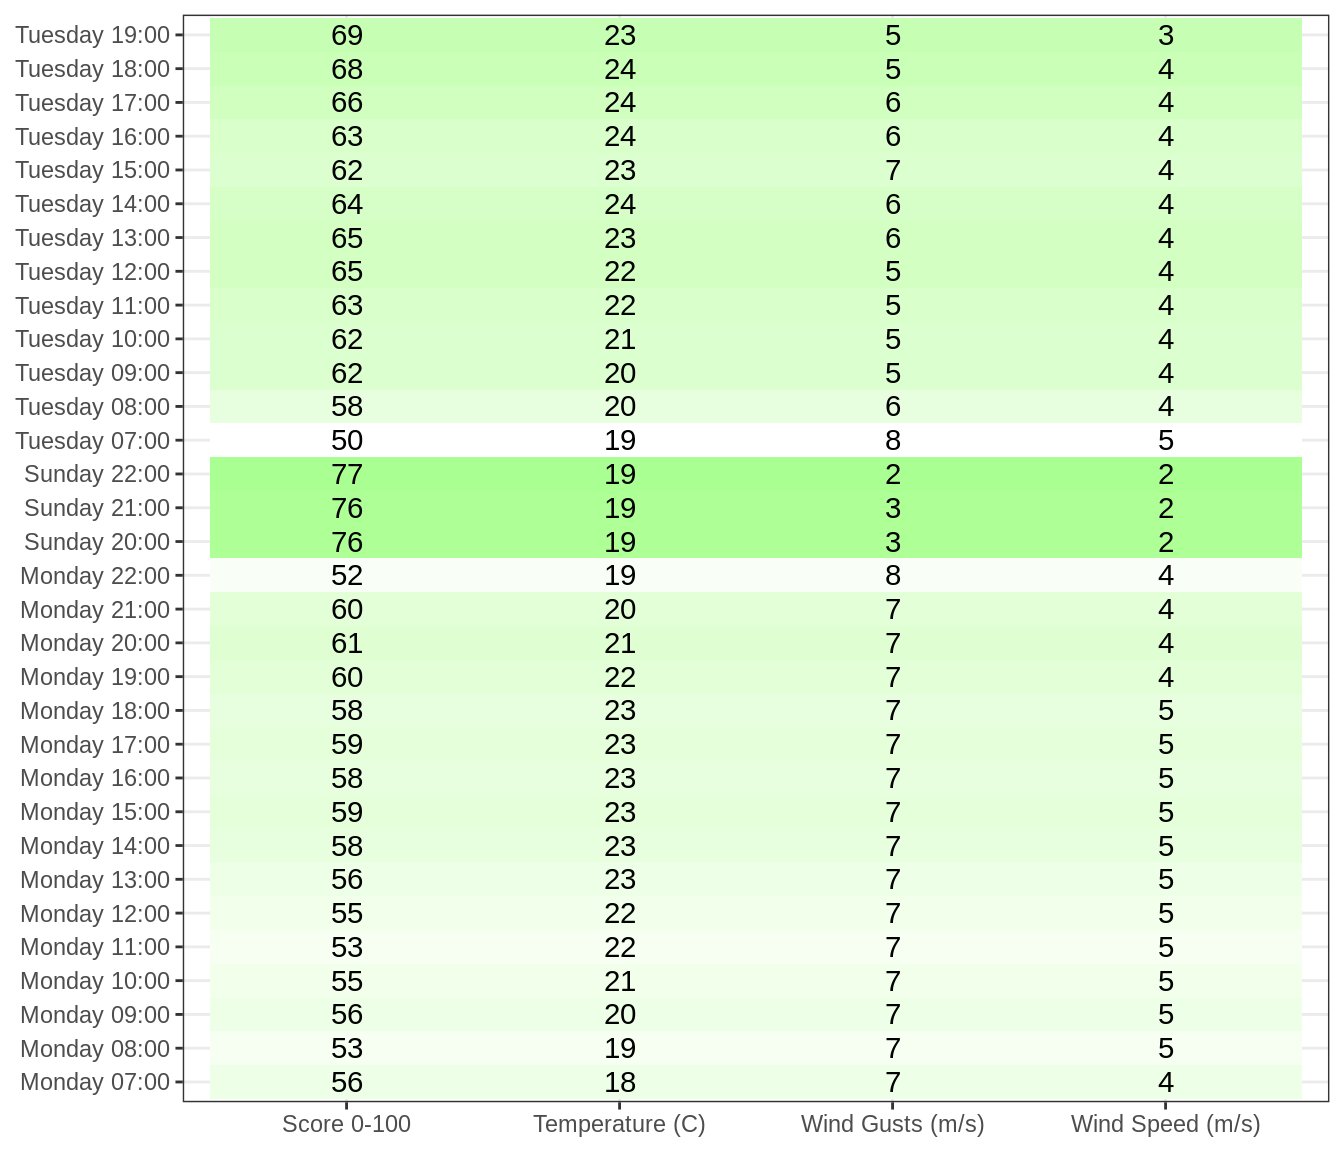 Tuesday 19:00 69 23 5 3
Tuesday 18:00 68 24 5 4
Tuesday 17:00 66 24 6 4
Tuesday 16:00 63 24 6 4
Tuesday 15:00 62 23 7 4
Tuesday 14:00 64 24 6 4
Tuesday 13:00 65 23 6 4
Tuesday 12:00 65 22 5 4
Tuesday 11:00 63 22 5 4
Tuesday 10:00 62 21 5 4
Tuesday 09:00 62 20 5 4
Tuesday 08:00 58 20 6 4
Tuesday 07:00 50 19 8 5
Sunday 22:00 77 19 2 2
Sunday 21:00 76 19 3 2
Sunday 20:00 76 19 3 2
Monday 22:00 52 19 8 4
Monday 21:00 60 20 7 4
Monday 20:00 61 21 7 4
Monday 19:00 60 22 7 4
Monday 18:00 58 23 7 5
Monday 17:00 59 23 7 5
Monday 16:00 58 23 7 5
Monday 15:00 59 23 7 5
Monday 14:00 58 23 7 5
Monday 13:00 56 23 7 5
Monday 12:00 55 22 7 5
Monday 11:00 53 22 7 5
Monday 10:00 55 21 7 5
Monday 09:00 56 20 7 5
Monday 08:00 53 19 7 5
Monday 07:00 56 18 7 4
Score 0-100 Temperature (C) Wind Gusts (m/s) Wind Speed (m/s)